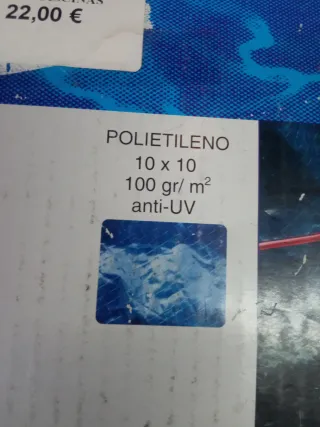 22,00 €
POLIETILENO
10 x 10
100 gr/ m²
anti-UV